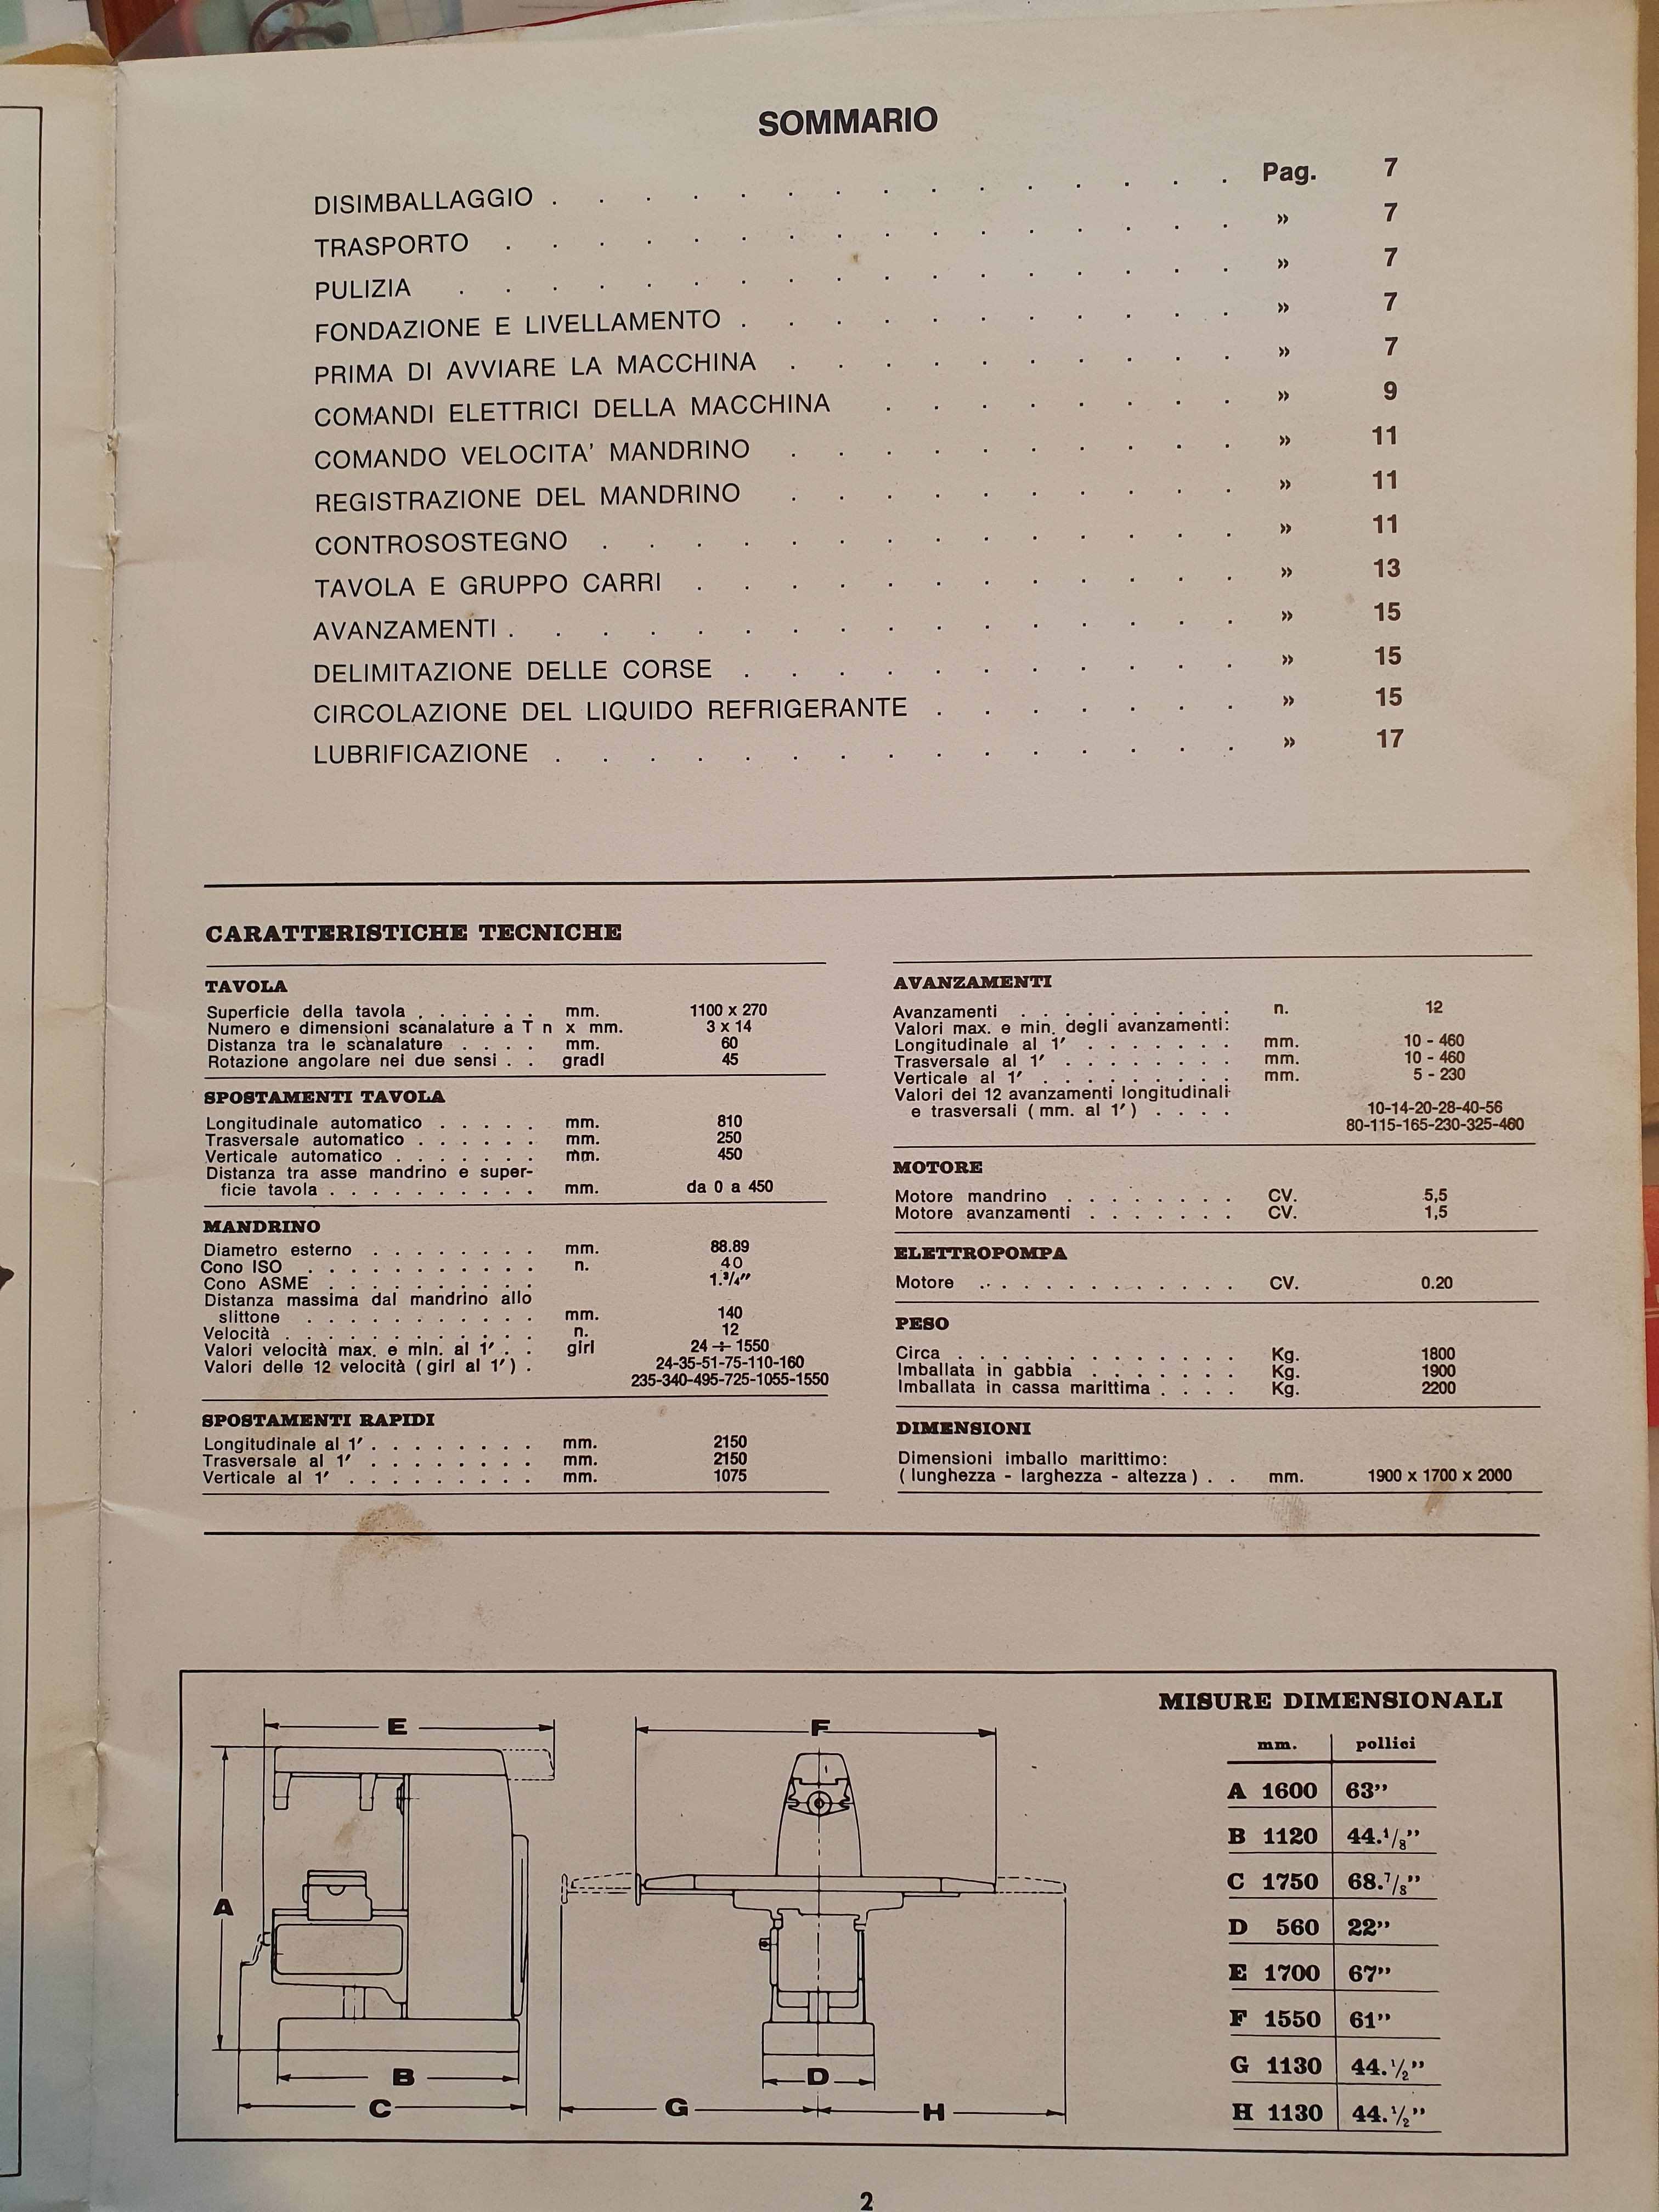 SOMMARIO
DISIMBALLAGGIO . . . . . . . . . . . . . . . Pag. 7
TRASPORTO . . . . . . . . . . . . . . . . » 7
PULIZIA . . . . . . . . . . . . . . . . . » 7
FONDAZIONE E LIVELLAMENTO . . . . . . . . . . . » 7
PRIMA DI AVVIARE LA MACCHINA . . . . . . . . . . » 7
COMANDI ELETTRICI DELLA MACCHINA . . . . . . . . » 9
COMANDO VELOCITA' MANDRINO . . . . . . . . . . » 11
REGISTRAZIONE DEL MANDRINO . . . . . . . . . . » 11
CONTROSOSTEGNO . . . . . . . . . . . . . . » 11
TAVOLA E GRUPPO CARRI . . . . . . . . . . . . » 13
AVANZAMENTI . . . . . . . . . . . . . . . . » 15
DELIMITAZIONE DELLE CORSE . . . . . . . . . . . » 15
CIRCOLAZIONE DEL LIQUIDO REFRIGERANTE . . . . . . . » 15
LUBRIFICAZIONE . . . . . . . . . . . . . . . » 17
CARATTERISTICHE TECNICHE
TAVOLA
Superficie della tavola . . . . . . mm. 1100 x 270
Numero e dimensioni scanalature a T n x mm. 3 x 14
Distanza tra le scanalature . . . . mm. 60
Rotazione angolare nei due sensi . . gradi 45
SPOSTAMENTI TAVOLA
Longitudinale automatico . . . . . mm. 810
Trasversale automatico . . . . . . mm. 250
Verticale automatico . . . . . . . mm. 450
Distanza tra asse mandrino e super-
ficie tavola . . . . . . . . . . mm. da 0 a 450
MANDRINO
Diametro esterno . . . . . . . . mm. 88.89
Cono ISO . . . . . . . . . . . n. 40
Cono ASME . . . . . . . . . . 1.³/₄"
Distanza massima dal mandrino allo
slittone . . . . . . . . . . . mm. 140
Velocità . . . . . . . . . . . . n. 12
Valori velocità max. e min. al 1' . . giri 24 ÷ 1550
Valori delle 12 velocità ( giri al 1' ) . 24-35-51-75-110-160
235-340-495-725-1055-1550
SPOSTAMENTI RAPIDI
Longitudinale al 1' . . . . . . . . mm. 2150
Trasversale al 1' . . . . . . . . . mm. 2150
Verticale al 1' . . . . . . . . . mm. 1075
AVANZAMENTI
Avanzamenti . . . . . . . . . . n. 12
Valori max. e min. degli avanzamenti:
Longitudinale al 1' . . . . . . . mm. 10 - 460
Trasversale al 1' . . . . . . . . mm. 10 - 460
Verticale al 1' . . . . . . . . . mm. 5 - 230
Valori dei 12 avanzamenti longitudinali
e trasversali ( mm. al 1' ) . . . . 10-14-20-28-40-56
80-115-165-230-325-460
MOTORE
Motore mandrino . . . . . . . . CV. 5,5
Motore avanzamenti . . . . . . . CV. 1,5
ELETTROPOMPA
Motore . . . . . . . . . . . . CV. 0.20
PESO
Circa . . . . . . . . . . . . . Kg. 1800
Imballata in gabbia . . . . . . . Kg. 1900
Imballata in cassa marittima . . . . Kg. 2200
DIMENSIONI
Dimensioni imballo marittimo:
( lunghezza - larghezza - altezza ) . . mm. 1900 x 1700 x 2000
E
A
B
C
F
D
G
H
MISURE DIMENSIONALI
mm. pollici
A 1600 63"
B 1120 44.¹/₈"
C 1750 68.⁷/₈"
D 560 22"
E 1700 67"
F 1550 61"
G 1130 44.¹/₂"
H 1130 44.¹/₂"
2